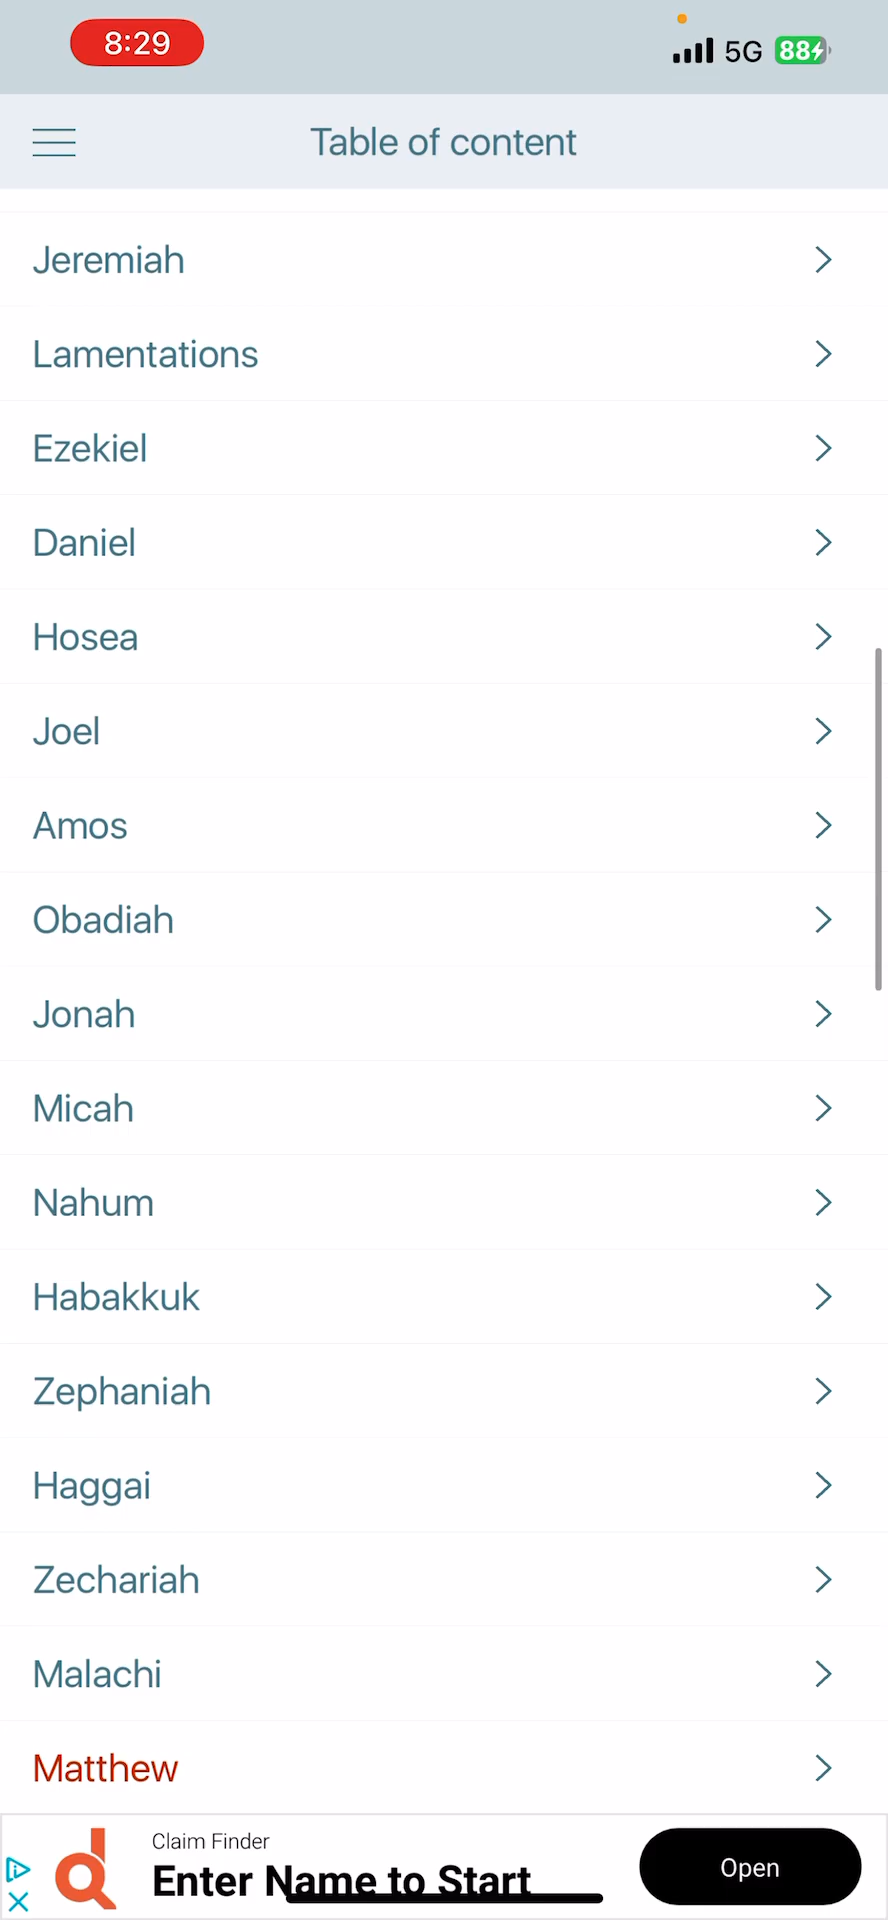 8:29
5G 88
Table of content
Jeremiah
Lamentations
Ezekiel
Daniel
Hosea
Joel
Amos
Obadiah
Jonah
Micah
Nahum
Habakkuk
Zephaniah
Haggai
Zechariah
Malachi
Matthew
Claim Finder
Enter Name to Start
Open